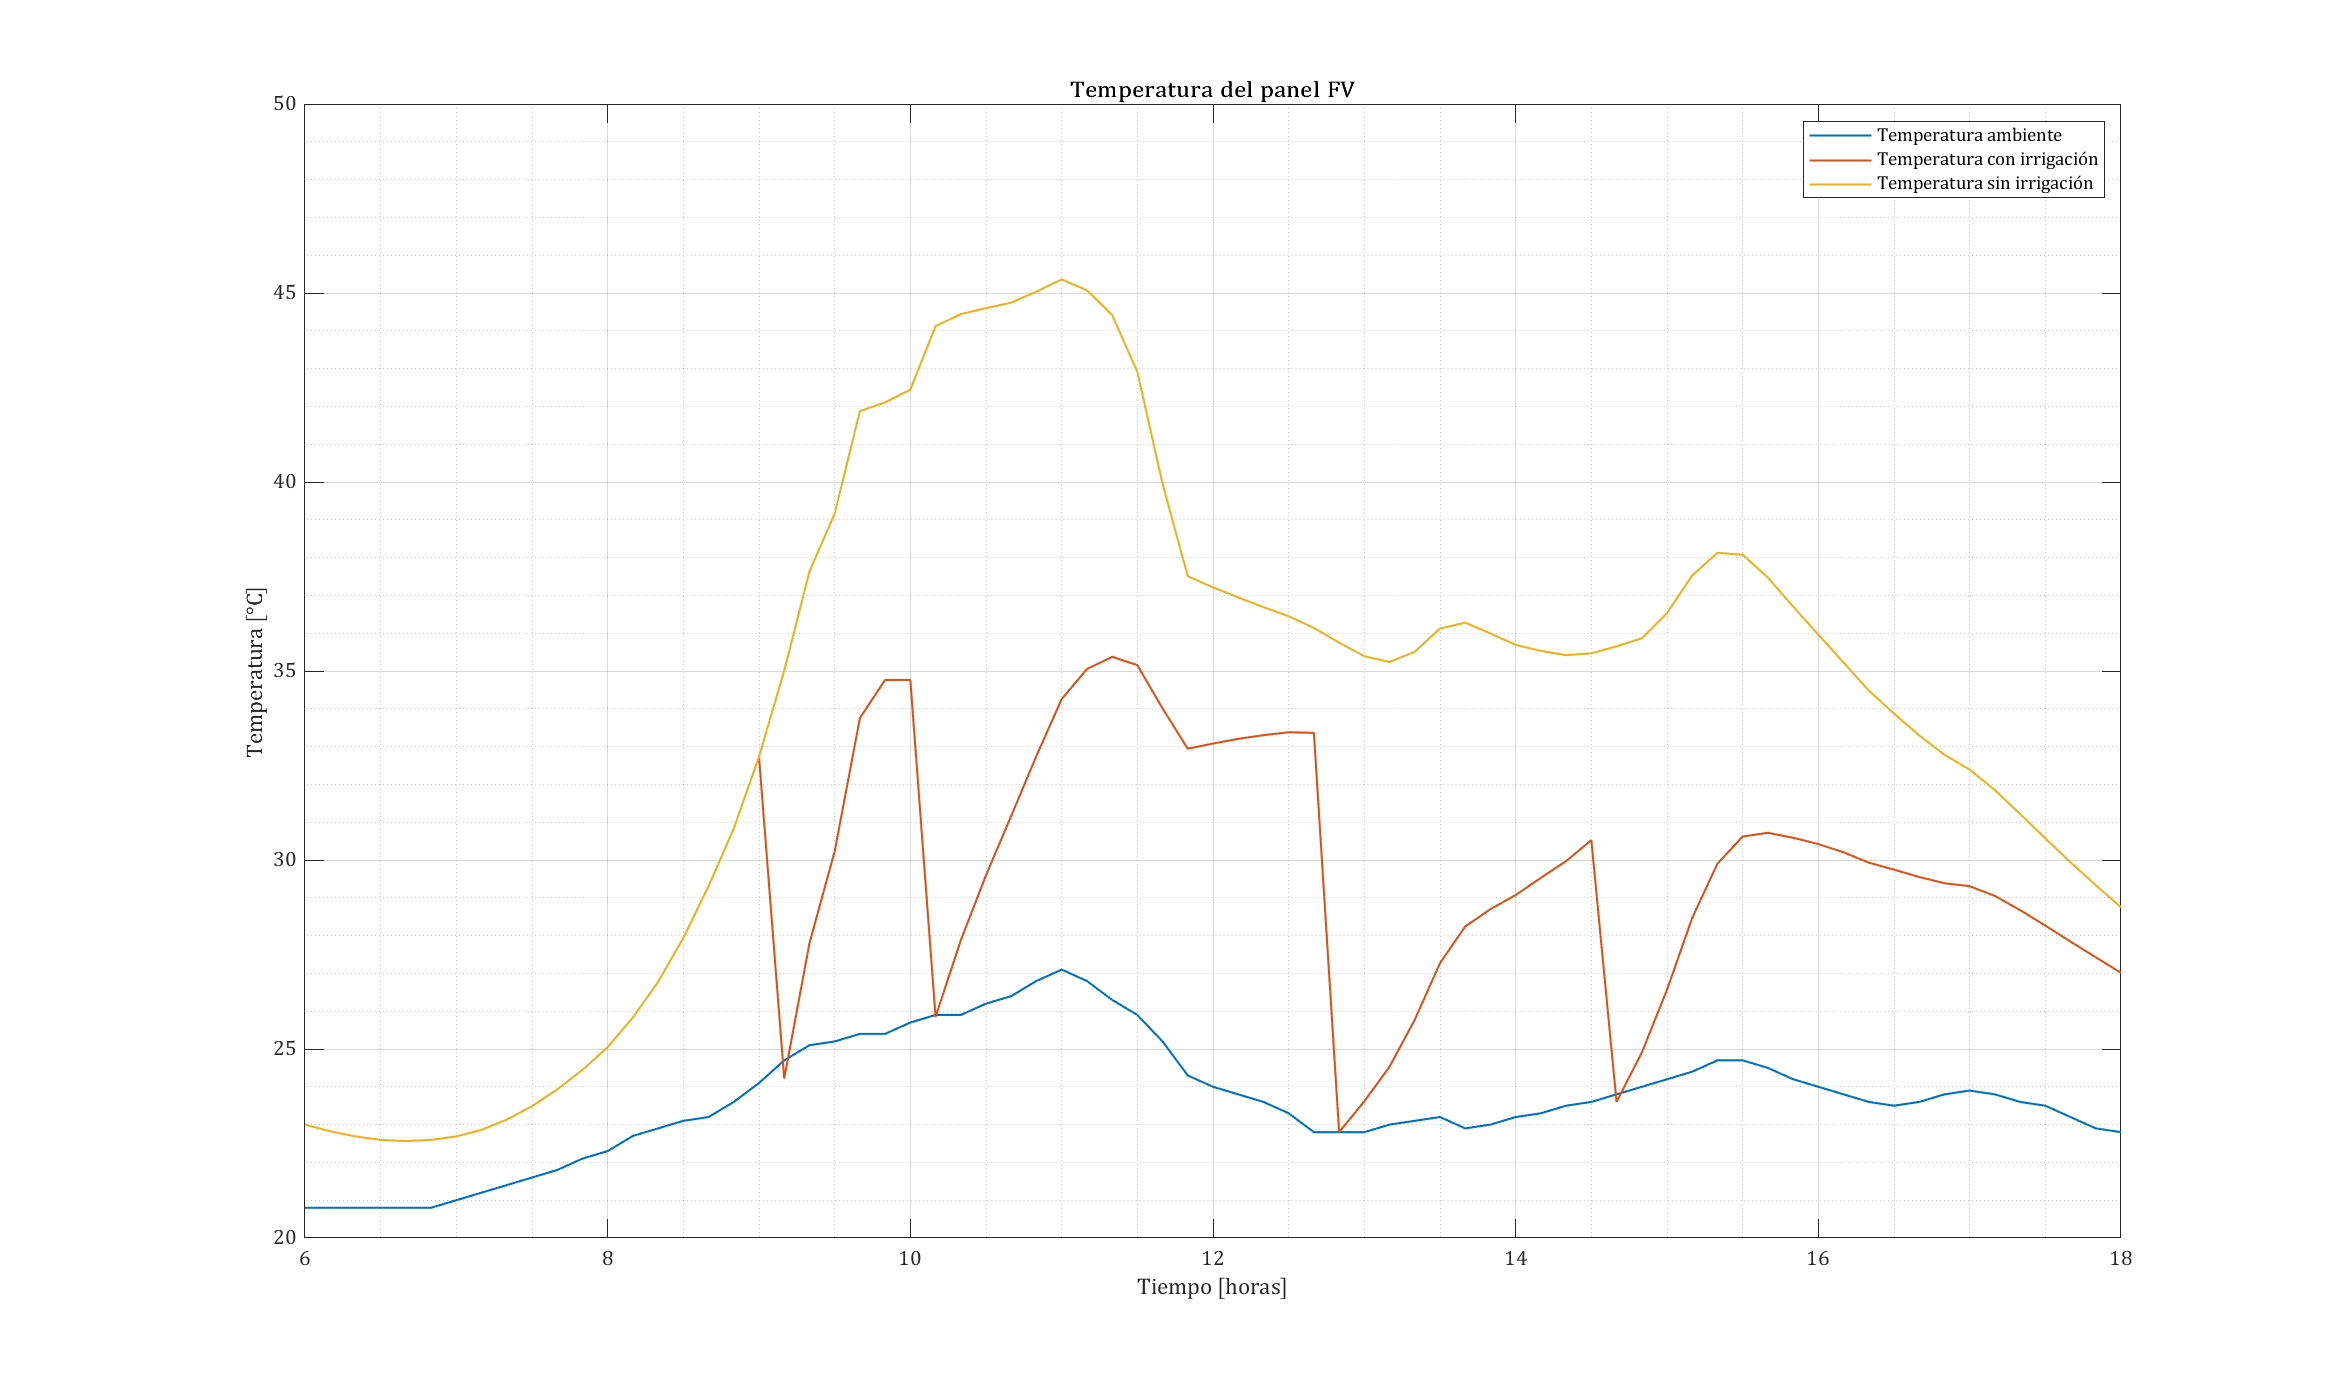 Temperatura del panel FV
50
45
40
35
30
25
20
Temperatura [°C]
Temperatura ambiente
Temperatura con irrigación
Temperatura sin irrigación
6 8 10 12 14 16 18
Tiempo [horas]